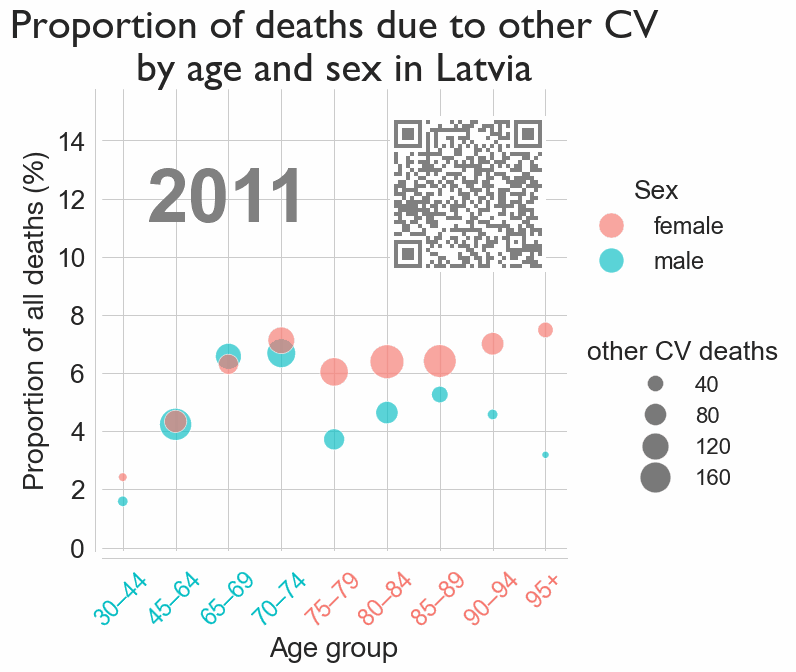 Proportion of deaths due to other CV
by age and sex in Latvia
Proportion of all deaths (%)
14
12
10
8
6
4
2
0
2011
30–44
45–64
65–69
70–74
75–79
80–84
85–89
90–94
95+
Age group
Sex
female
male
other CV deaths
40
80
120
160